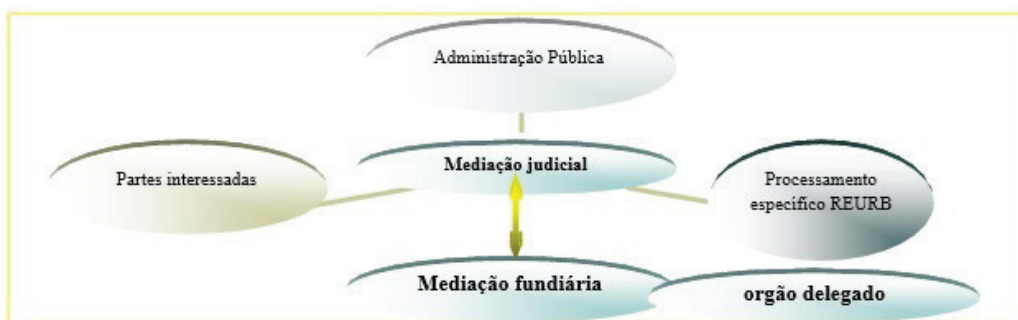 Administração Pública
Partes interessadas
Mediação judicial
Processamento
específico REURB
Mediação fundiária
orgão delegado